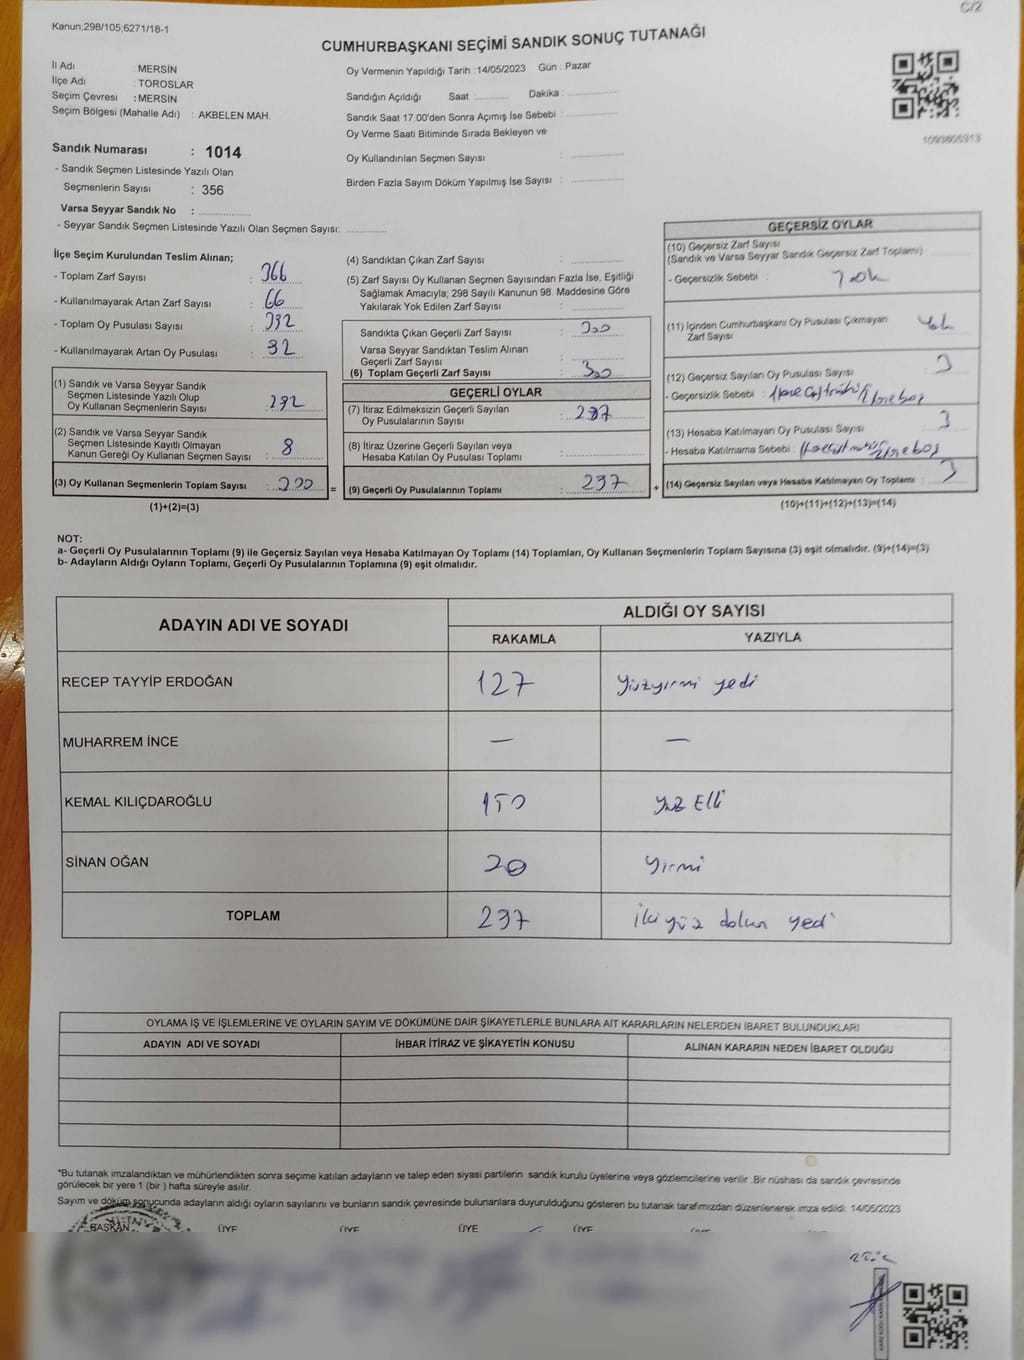 C/2
Kanun;298/105;6271/18-1
CUMHURBAŞKANI SEÇİMİ SANDIK SONUÇ TUTANAĞI
İl Adı : MERSİN
İlçe Adı : TOROSLAR
Seçim Çevresi : MERSİN
Seçim Bölgesi (Mahalle Adı) : AKBELEN MAH.
Sandık Numarası : 1014
- Sandık Seçmen Listesinde Yazılı Olan
Seçmenlerin Sayısı : 356
Varsa Seyyar Sandık No :
- Seyyar Sandık Seçmen Listesinde Yazılı Olan Seçmen Sayısı:
Oy Vermenin Yapıldığı Tarih : 14/05/2023 Gün : Pazar
Sandığın Açıldığı Saat : Dakika :
Sandık Saat 17:00'den Sonra Açımış İse Sebebi :
Oy Verme Saati Bitiminde Sırada Bekleyen ve
Oy Kullandırılan Seçmen Sayısı :
Birden Fazla Sayım Döküm Yapılmış İse Sayısı :
1093605313
İlçe Seçim Kurulundan Teslim Alınan;
- Toplam Zarf Sayısı : 366
- Kullanılmayarak Artan Zarf Sayısı : 66
- Toplam Oy Pusulası Sayısı :
- Kullanılmayarak Artan Oy Pusulası : 92
(1) Sandık ve Varsa Seyyar Sandık
Seçmen Listesinde Yazılı Olup
Oy Kullanan Seçmenlerin Sayısı : 292
(2) Sandık ve Varsa Seyyar Sandık
Seçmen Listesinde Kayıtlı Olmayan
Kanun Gereği Oy Kullanan Seçmen Sayısı : 8
(3) Oy Kullanan Seçmenlerin Toplam Sayısı : 300 =
(1)+(2)=(3)
(4) Sandıktan Çıkan Zarf Sayısı :
(5) Zarf Sayısı Oy Kullanan Seçmen Sayısından Fazla İse, Eşitliği
Sağlamak Amacıyla; 298 Sayılı Kanunun 98. Maddesine Göre
Yakılarak Yok Edilen Zarf Sayısı :
Sandıkta Çıkan Geçerli Zarf Sayısı : 300
Varsa Seyyar Sandıktan Teslim Alınan
Geçerli Zarf Sayısı :
(6) Toplam Geçerli Zarf Sayısı : 300
GEÇERLİ OYLAR
(7) İtiraz Edilmeksizin Geçerli Sayılan
Oy Pusulalarının Sayısı : 297
(8) İtiraz Üzerine Geçerli Sayılan veya
Hesaba Katılan Oy Pusulası Toplamı :
(9) Geçerli Oy Pusulalarının Toplamı : 297 +
GEÇERSİZ OYLAR
(10) Geçersiz Zarf Sayısı
(Sandık ve Varsa Seyyar Sandık Geçersiz Zarf Toplamı)
- Geçersizlik Sebebi : Yok
(11) İçinden Cumhurbaşkanı Oy Pusulası Çıkmayan
Zarf Sayısı : Yok
(12) Geçersiz Sayılan Oy Pusulası Sayısı : 3
- Geçersizlik Sebebi :
(13) Hesaba Katılmayan Oy Pusulası Sayısı : 3
- Hesaba Katılmama Sebebi :
(14) Geçersiz Sayılan veya Hesaba Katılmayan Oy Toplamı : 3
(10)+(11)+(12)+(13)=(14)
NOT:
a- Geçerli Oy Pusulalarının Toplamı (9) ile Geçersiz Sayılan veya Hesaba Katılmayan Oy Toplamı (14) Toplamları, Oy Kullanan Seçmenlerin Toplam Sayısına (3) eşit olmalıdır. (9)+(14)=(3)
b- Adayların Aldığı Oyların Toplamı, Geçerli Oy Pusulalarının Toplamına (9) eşit olmalıdır.
ADAYIN ADI VE SOYADI ALDIĞI OY SAYISI
RAKAMLA YAZIYLA
RECEP TAYYİP ERDOĞAN 127 yüzyirmi yedi
MUHARREM İNCE — —
KEMAL KILIÇDAROĞLU 150 yüz Elli
SİNAN OĞAN 20 yirmi
TOPLAM 297 ikiyüz doksan yedi
OYLAMA İŞ VE İŞLEMLERİNE VE OYLARIN SAYIM VE DÖKÜMÜNE DAİR ŞİKAYETLERLE BUNLARA AİT KARARLARIN NELERDEN İBARET BULUNDUKLARI
ADAYIN ADI VE SOYADI İHBAR İTİRAZ VE ŞİKAYETİN KONUSU ALINAN KARARIN NEDEN İBARET OLDUĞU
*Bu tutanak imzalandıktan ve mühürlendikten sonra seçime katılan adayların ve talep eden siyasi partilerin sandık kurulu üyelerine veya gözlemcilerine verilir. Bir nüshası da sandık çevresinde
görülecek bir yere 1 (bir ) hafta süreyle asılır.
Sayım ve döküm sonucunda adayların aldığı oyların sayılarını ve bunların sandık çevresinde bulunanlara duyurulduğunu gösteren bu tutanak tarafımızdan düzenlenerek imza edildi. 14/05/2023
BAŞKAN ÜYE ÜYE ÜYE ÜYE